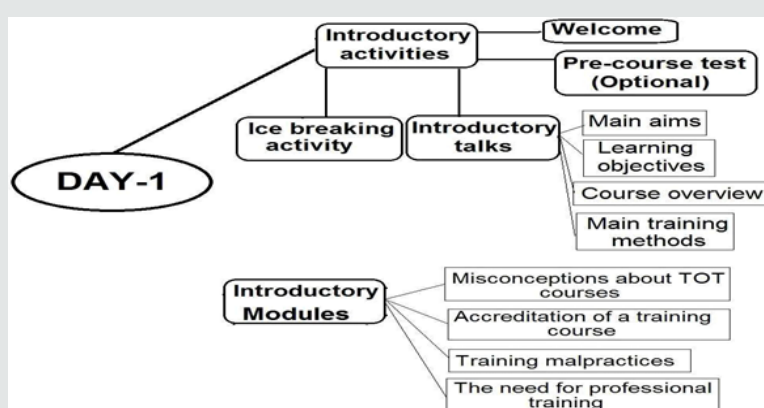 Introductory
activities
Welcome
Pre-course test
(Optional)
Ice breaking
activity
Introductory
talks
Main aims
Learning
objectives
Course overview
Main training
methods
DAY-1
Introductory
Modules
Misconceptions about TOT
courses
Accreditation of a training
course
Training malpractices
The need for professional
training